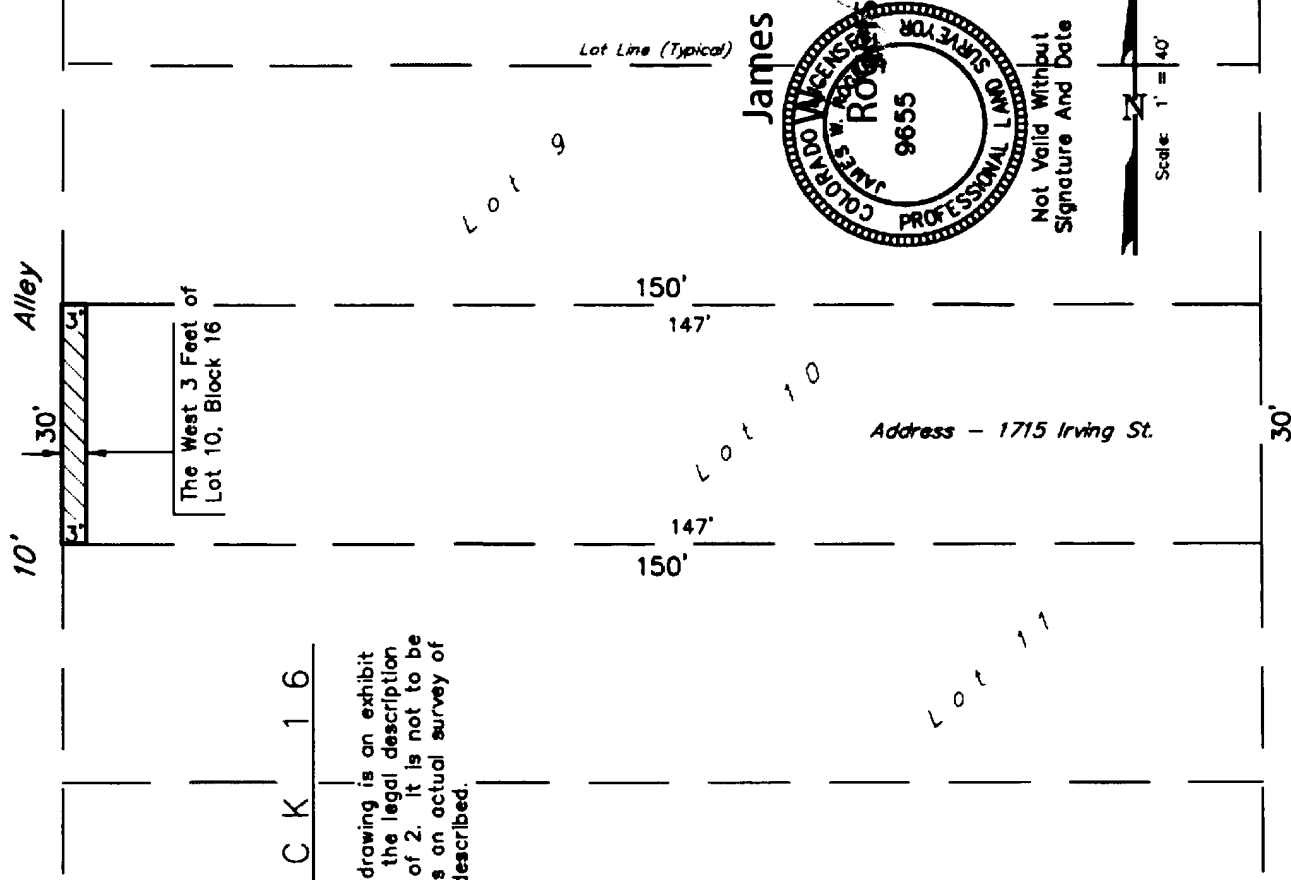 Lot Line (Typical)
James
Rogers
COLORADO LICENSED
JAMES W. ROGERS
9655
PROFESSIONAL LAND SURVEYOR
Not Valid Without
Signature And Date
N
Scale: 1" = 40'
Lot 9
Alley
150'
147'
3'
30'
The West 3 Feet of
Lot 10, Block 16
Lot 10
Address - 1715 Irving St.
30'
3'
147'
150'
10'
Lot 11
CK 16
drawing is an exhibit
the legal description
of 2. It is not to be
s an actual survey of
described.